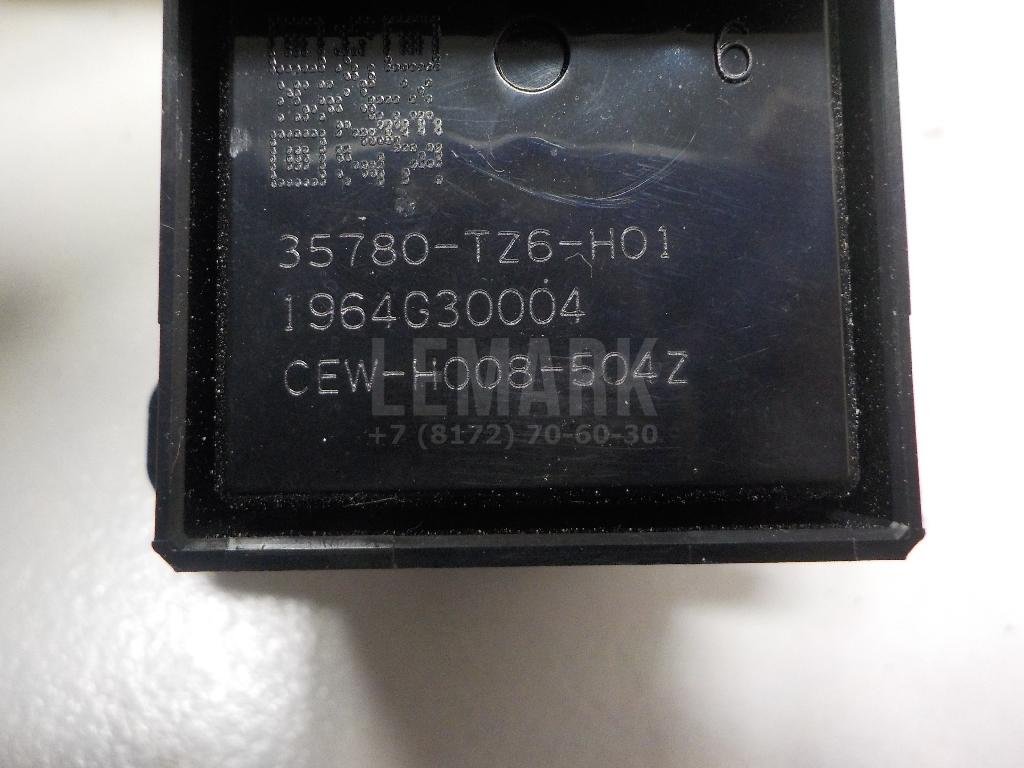 6
35780-TZ6-H01
1964G30004
CEW-H008-504Z
LEMARK
+7 (8172) 70-60-30